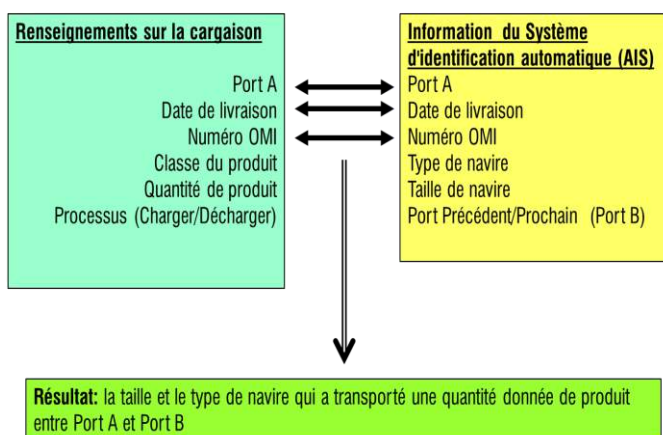 Renseignements sur la cargaison
Port A
Date de livraison
Numéro OMI
Classe du produit
Quantité de produit
Processus (Charger/Décharger)
Information du Système
d'identification automatique (AIS)
Port A
Date de livraison
Numéro OMI
Type de navire
Taille de navire
Port Précédent/Prochain (Port B)
Résultat: la taille et le type de navire qui a transporté une quantité donnée de produit
entre Port A et Port B